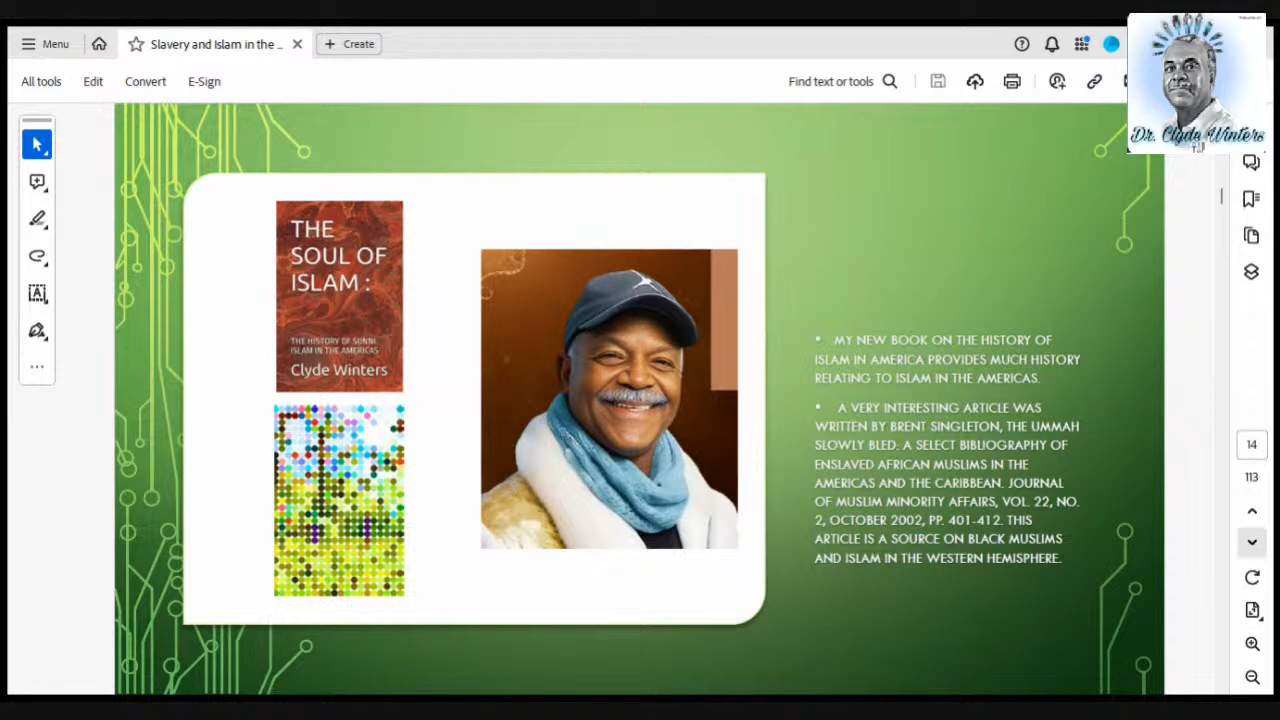 Menu
Slavery and Islam in the ...
Create
All tools
Edit
Convert
E-Sign
Find text or tools
Dr. Clyde Winters
THE
SOUL OF
ISLAM :
THE HISTORY OF SUNNI
ISLAM IN THE AMERICAS
Clyde Winters
• MY NEW BOOK ON THE HISTORY OF
ISLAM IN AMERICA PROVIDES MUCH HISTORY
RELATING TO ISLAM IN THE AMERICAS.
• A VERY INTERESTING ARTICLE WAS
WRITTEN BY BRENT SINGLETON, THE UMMAH
SLOWLY BLED: A SELECT BIBLIOGRAPHY OF
ENSLAVED AFRICAN MUSLIMS IN THE
AMERICAS AND THE CARIBBEAN. JOURNAL
OF MUSLIM MINORITY AFFAIRS, VOL. 22, NO.
2, OCTOBER 2002, PP. 401-412. THIS
ARTICLE IS A SOURCE ON BLACK MUSLIMS
AND ISLAM IN THE WESTERN HEMISPHERE.
14
113